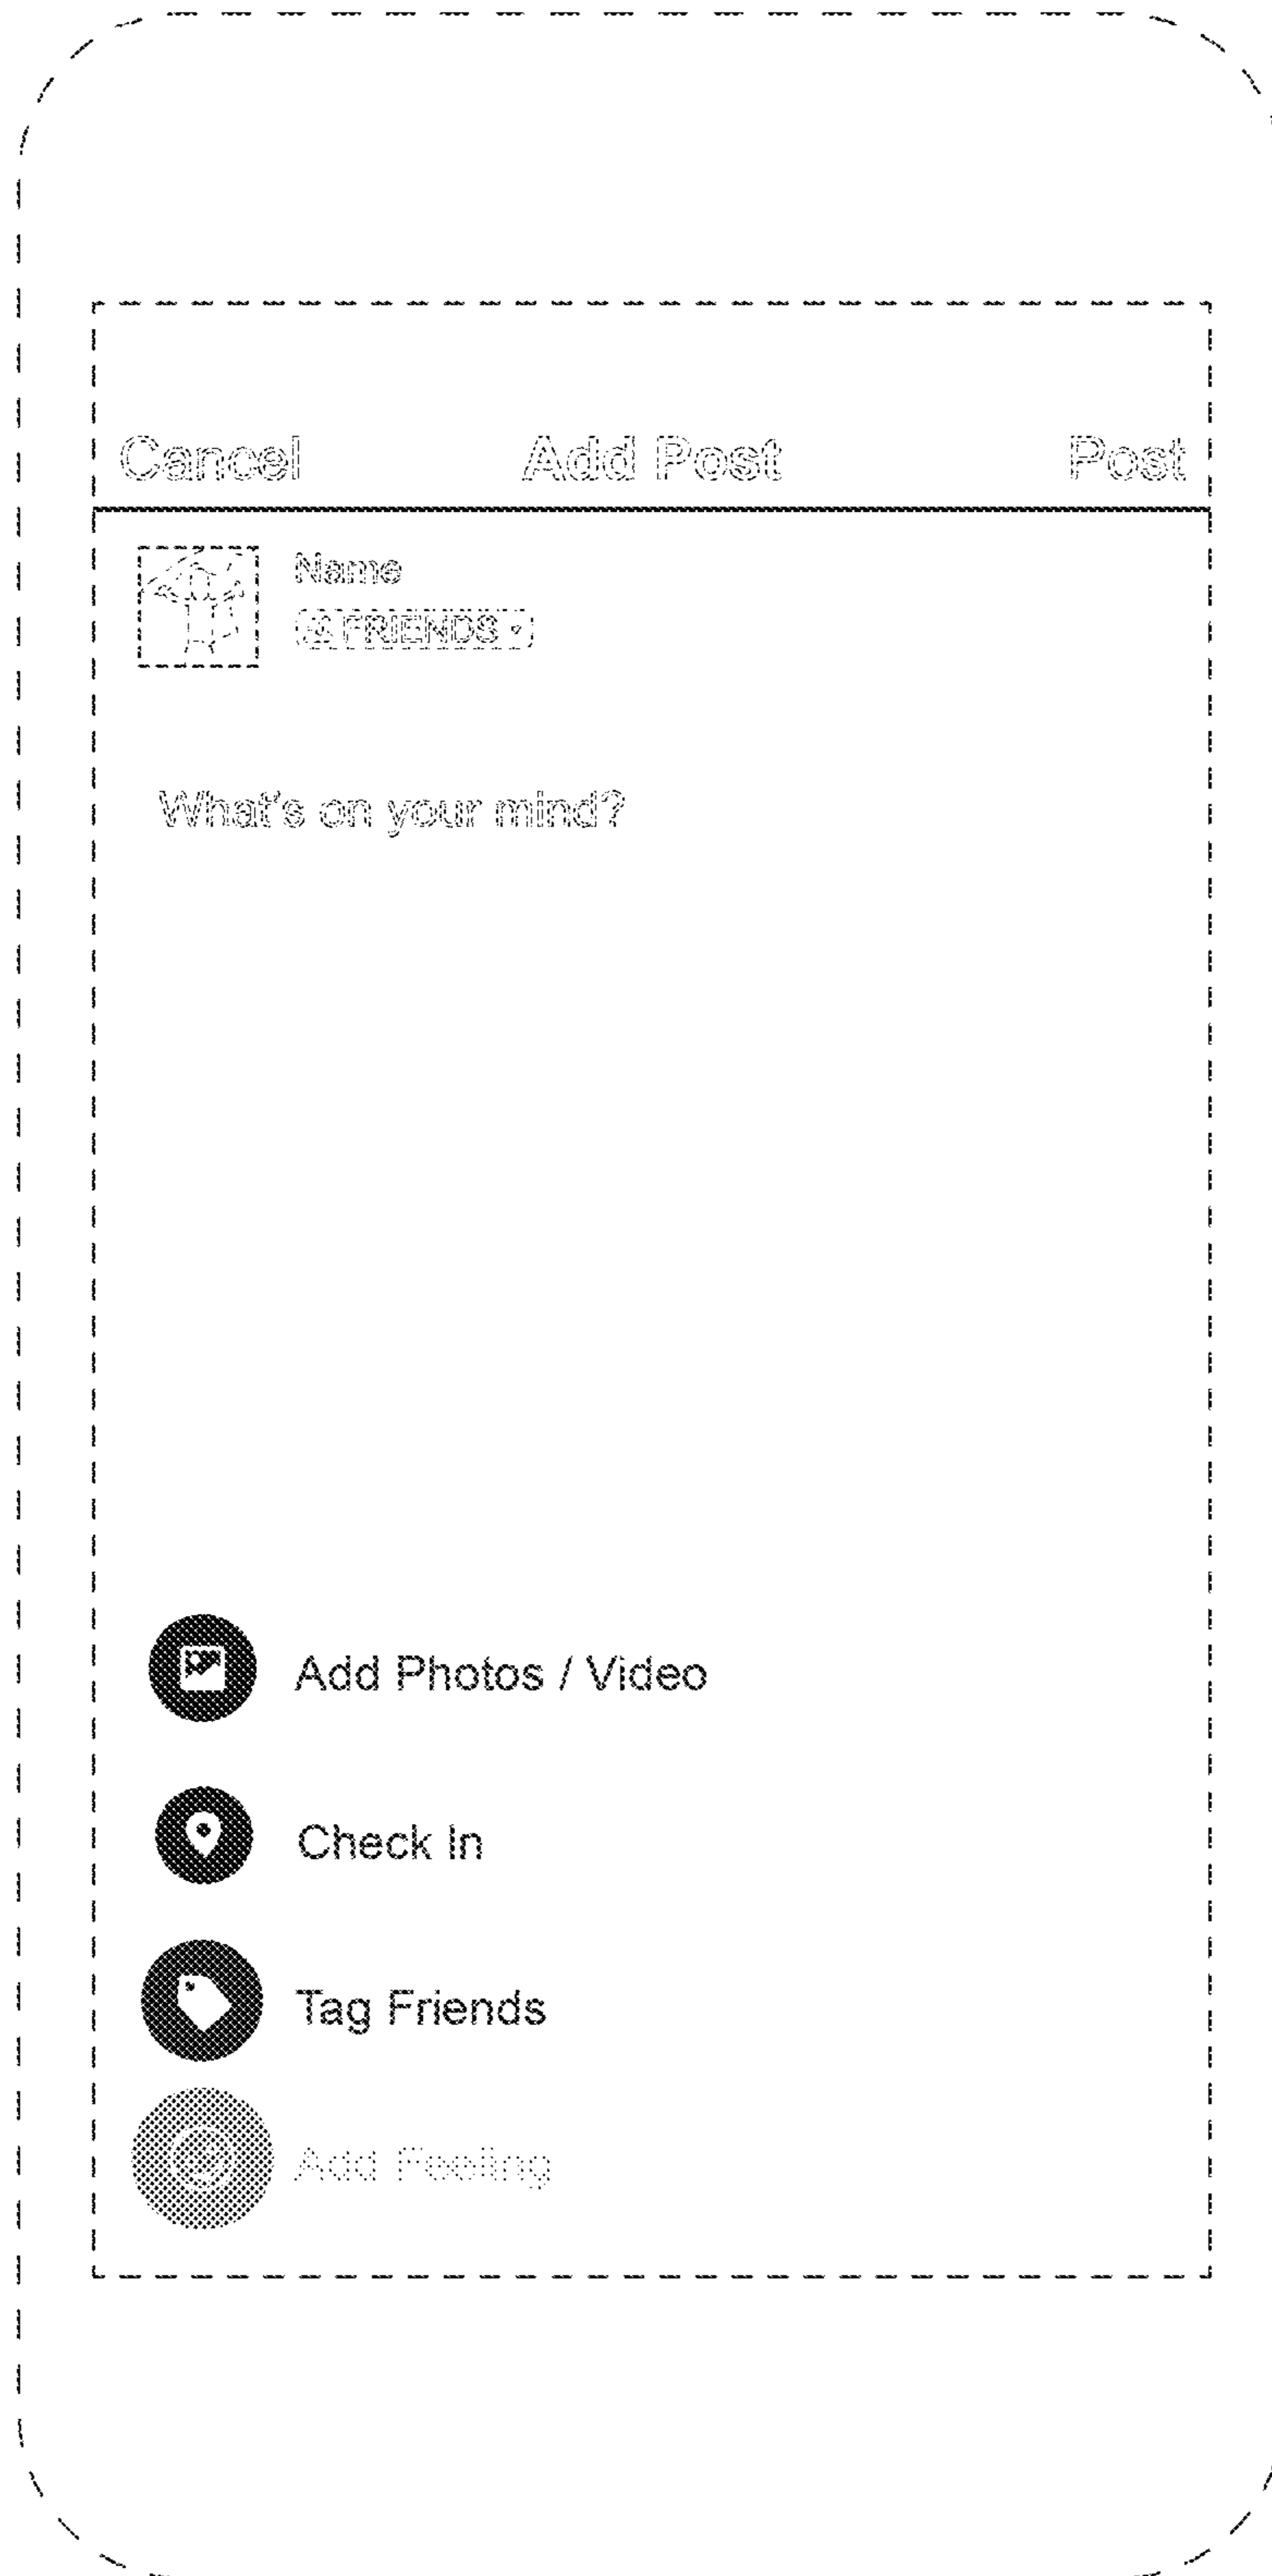 Cancel Add Post Post
Name
FRIENDS
What's on your mind?
Add Photos / Video
Check In
Tag Friends
Add Feeling